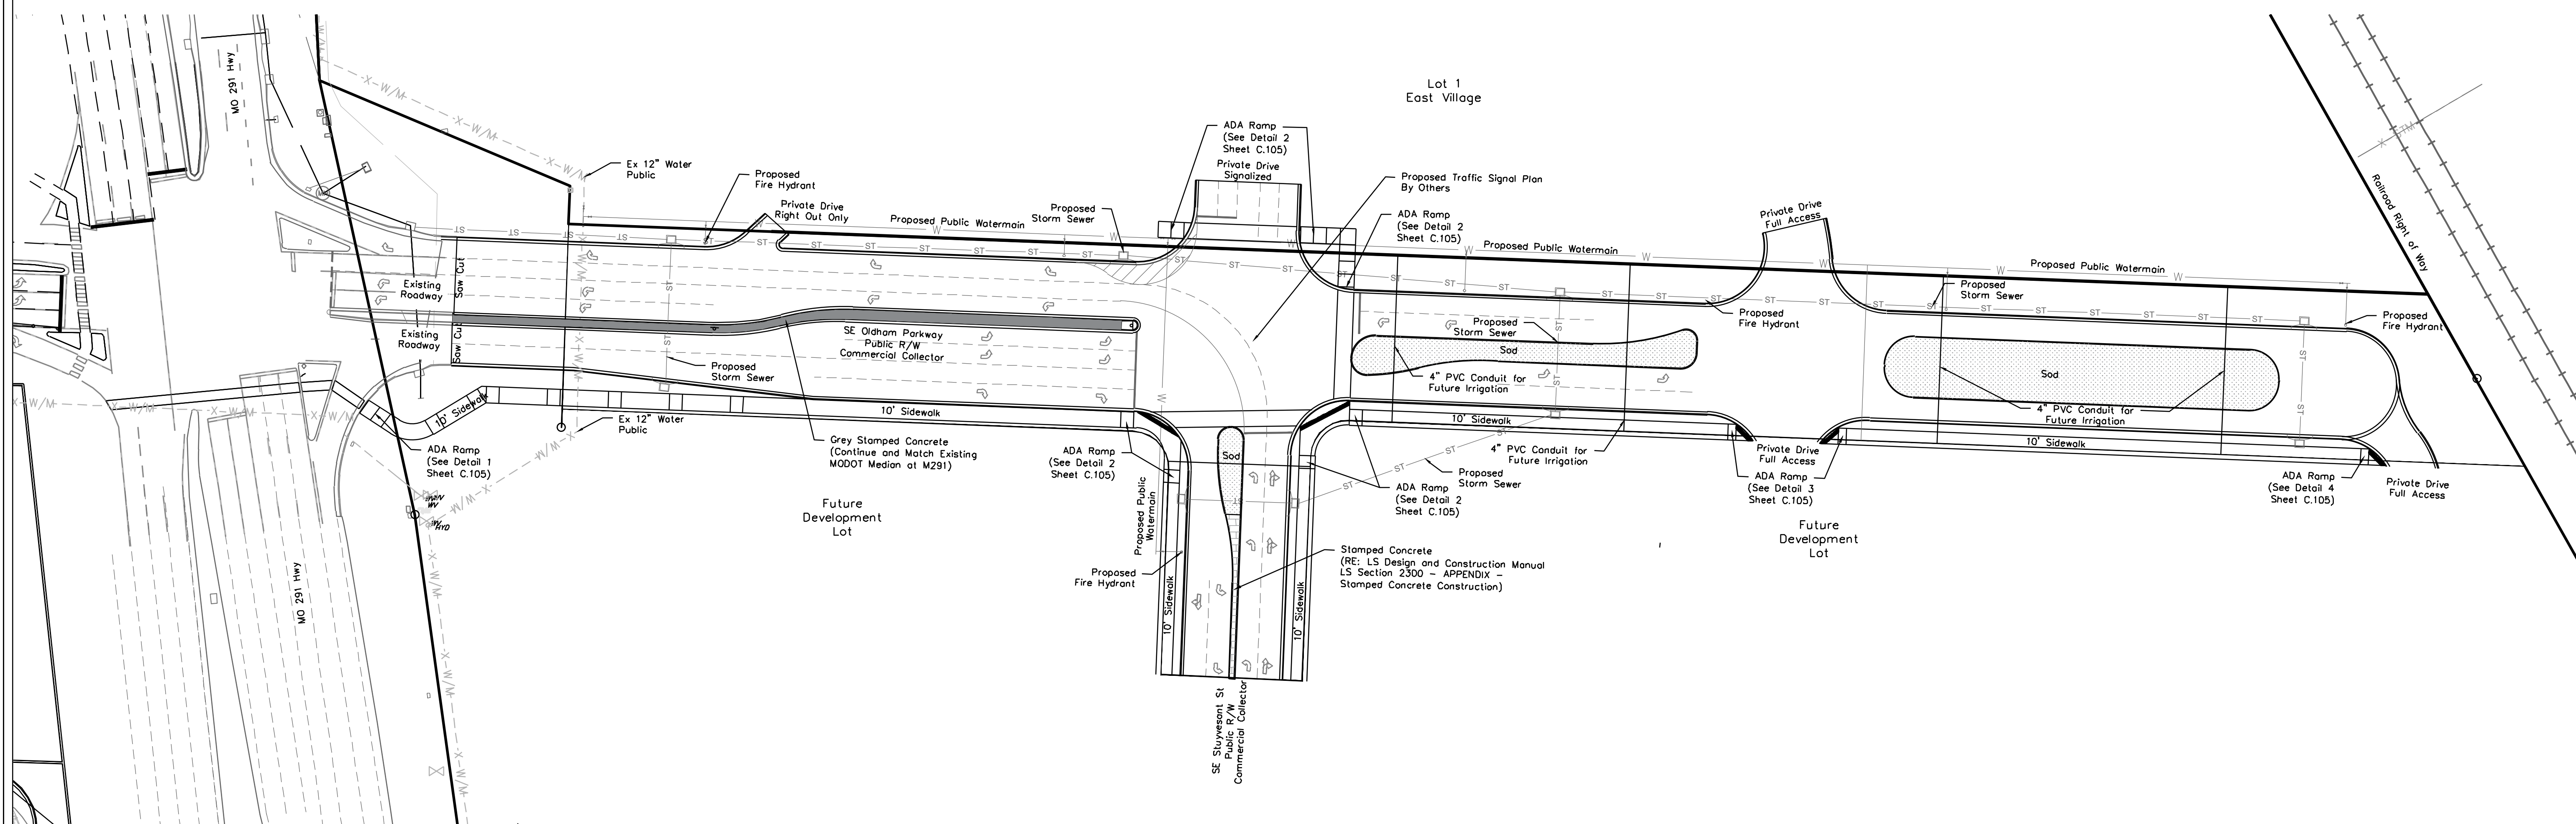 MO 291 Hwy
Lot 1
East Village
X-W/M
ADA Ramp
(See Detail 2
Sheet C.105)
Private Drive
Signalized
Ex 12" Water
Public
Proposed
Fire Hydrant
Private Drive
Right Out Only
Proposed Public Watermain
Proposed
Storm Sewer
Proposed Traffic Signal Plan
By Others
ADA Ramp
(See Detail 2
Sheet C.105)
Proposed Public Watermain
Private Drive
Full Access
Proposed Public Watermain
Railroad Right of Way
Existing
Roadway
Saw Cut
Existing
Roadway
Saw Cut
SE Oldham Parkway
Public R/W
Commercial Collector
Proposed
Storm Sewer
Proposed
Storm Sewer
Sod
4" PVC Conduit for
Future Irrigation
Proposed
Fire Hydrant
Proposed
Storm Sewer
Proposed
Fire Hydrant
Sod
4" PVC Conduit for
Future Irrigation
10' Sidewalk
ADA Ramp
(See Detail 1
Sheet C.105)
Ex 12" Water
Public
10' Sidewalk
Grey Stamped Concrete
(Continue and Match Existing
MODOT Median at M291)
ADA Ramp
(See Detail 2
Sheet C.105)
Sod
10' Sidewalk
4" PVC Conduit for
Future Irrigation
Proposed
Storm Sewer
ADA Ramp
(See Detail 2
Sheet C.105)
Private Drive
Full Access
ADA Ramp
(See Detail 3
Sheet C.105)
10' Sidewalk
ADA Ramp
(See Detail 4
Sheet C.105)
Private Drive
Full Access
Future
Development
Lot
Future
Development
Lot
Proposed Public
Watermain
Proposed
Fire Hydrant
Stamped Concrete
(RE: LS Design and Construction Manual
LS Section 2300 - APPENDIX -
Stamped Concrete Construction)
10' Sidewalk
10' Sidewalk
MO 291 Hwy
SE Stuyvesant St
Public R/W
Commercial Collector